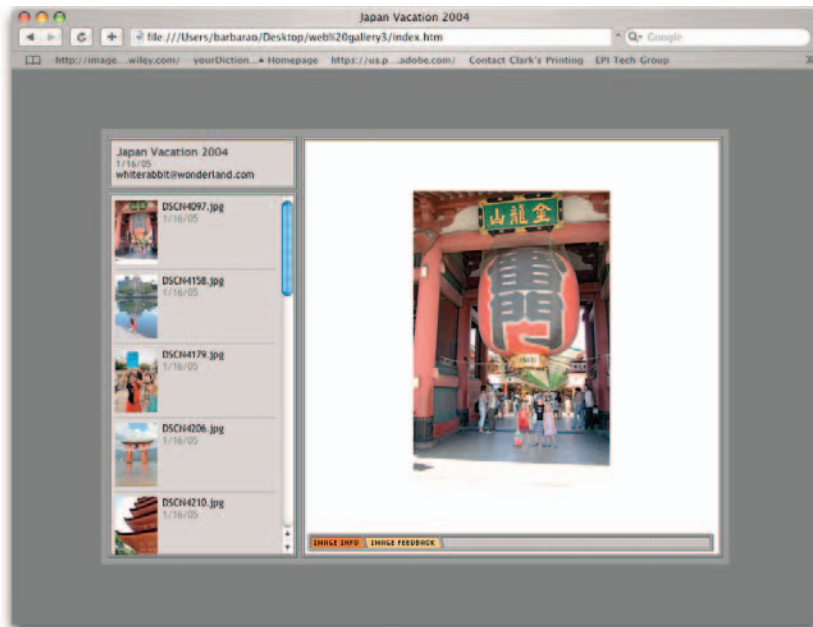 Japan Vacation 2004
file:///Users/barbarao/Desktop/web%20gallery3/index.htm
Google
http://image...wiley.com/ yourDiction...• Homepage https://us.p...adobe.com/ Contact Clark's Printing EPI Tech Group
Japan Vacation 2004
1/16/05
whiterabbit@wonderland.com
DSCN4097.jpg
1/16/05
DSCN4158.jpg
1/16/05
DSCN4179.jpg
1/16/05
DSCN4206.jpg
1/16/05
DSCN4210.jpg
1/16/05
山龍金
IMAGE INFO IMAGE FEEDBACK